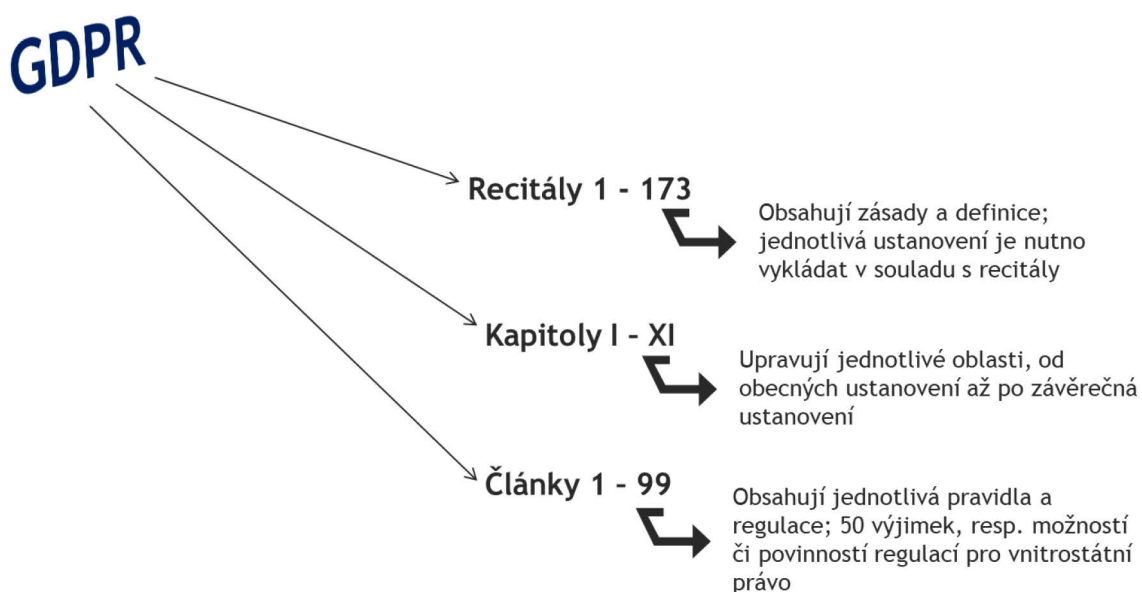 GDPR
Recitály 1 - 173
Obsahují zásady a definice;
jednotlivá ustanovení je nutno
vykládat v souladu s recitály
Kapitoly I – XI
Upravují jednotlivé oblasti, od
obecných ustanovení až po závěrečná
ustanovení
Články 1 – 99
Obsahují jednotlivá pravidla a
regulace; 50 výjimek, resp. možností
či povinností regulací pro vnitrostátní
právo